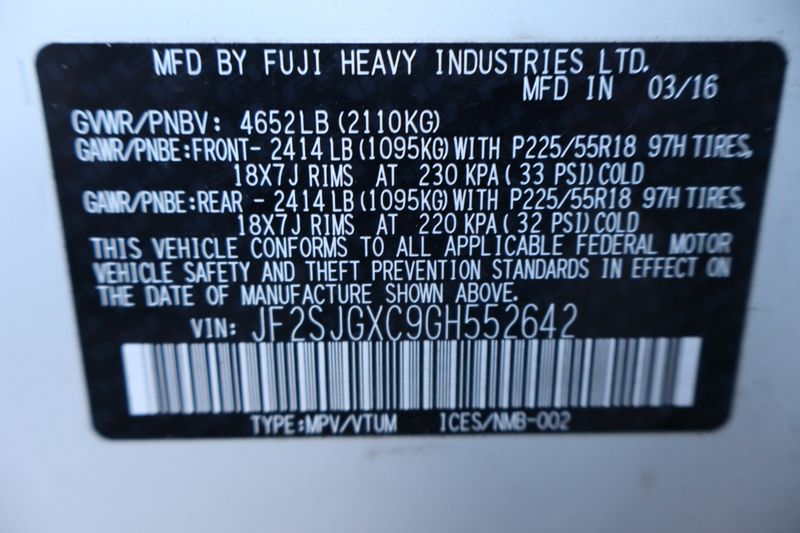 MFD BY FUJI HEAVY INDUSTRIES LTD.
MFD IN 03/16
GVWR/PNBV: 4652LB (2110KG)
GAWR/PNBE:FRONT- 2414 LB (1095KG) WITH P225/55R18 97H TIRES,
18X7J RIMS AT 230 KPA ( 33 PSI) COLD
GAWR/PNBE:REAR - 2414 LB (1095KG) WITH P225/55R18 97H TIRES,
18X7J RIMS AT 220 KPA ( 32 PSI) COLD
THIS VEHICLE CONFORMS TO ALL APPLICABLE FEDERAL MOTOR
VEHICLE SAFETY AND THEFT PREVENTION STANDARDS IN EFFECT ON
THE DATE OF MANUFACTURE SHOWN ABOVE.
VIN: JF2SJGXC9GH552642
TYPE:MPV/VTUM ICES/NMB-002